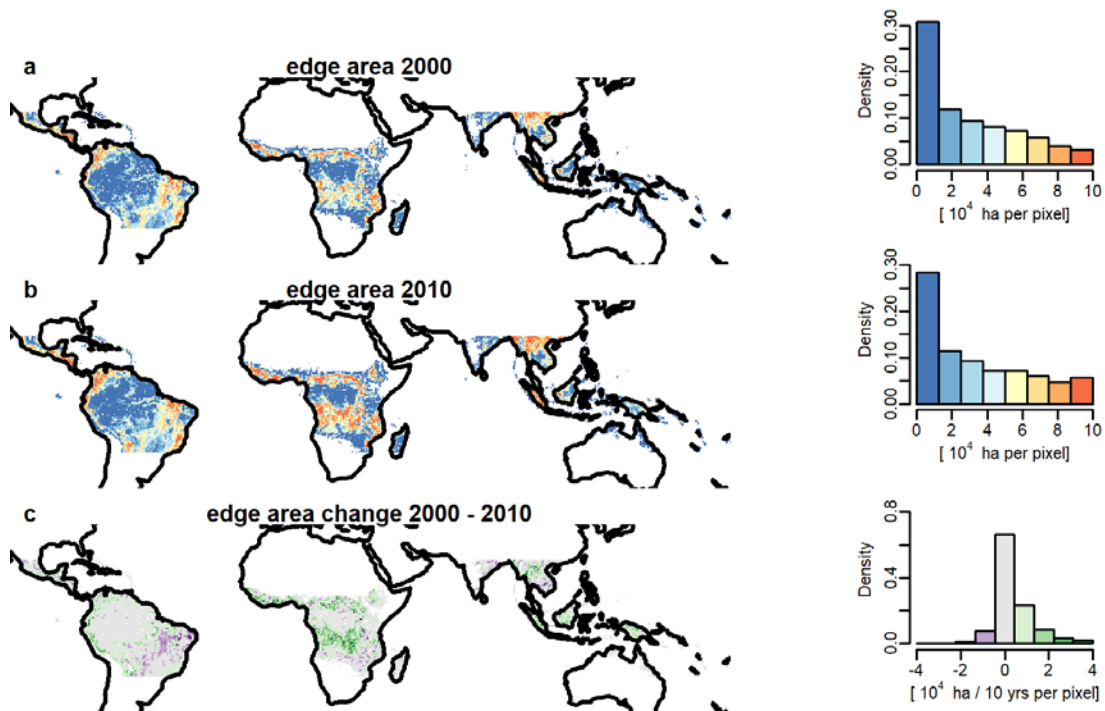 a
edge area 2000
Density
0.00
0.10
0.20
0.30
0 2 4 6 8 10
[ 10⁴ ha per pixel]
b
edge area 2010
Density
0.00
0.10
0.20
0.30
0 2 4 6 8 10
[ 10⁴ ha per pixel]
c
edge area change 2000 - 2010
Density
0.0
0.4
0.8
-4 -2 0 2 4
[ 10⁴ ha / 10 yrs per pixel]